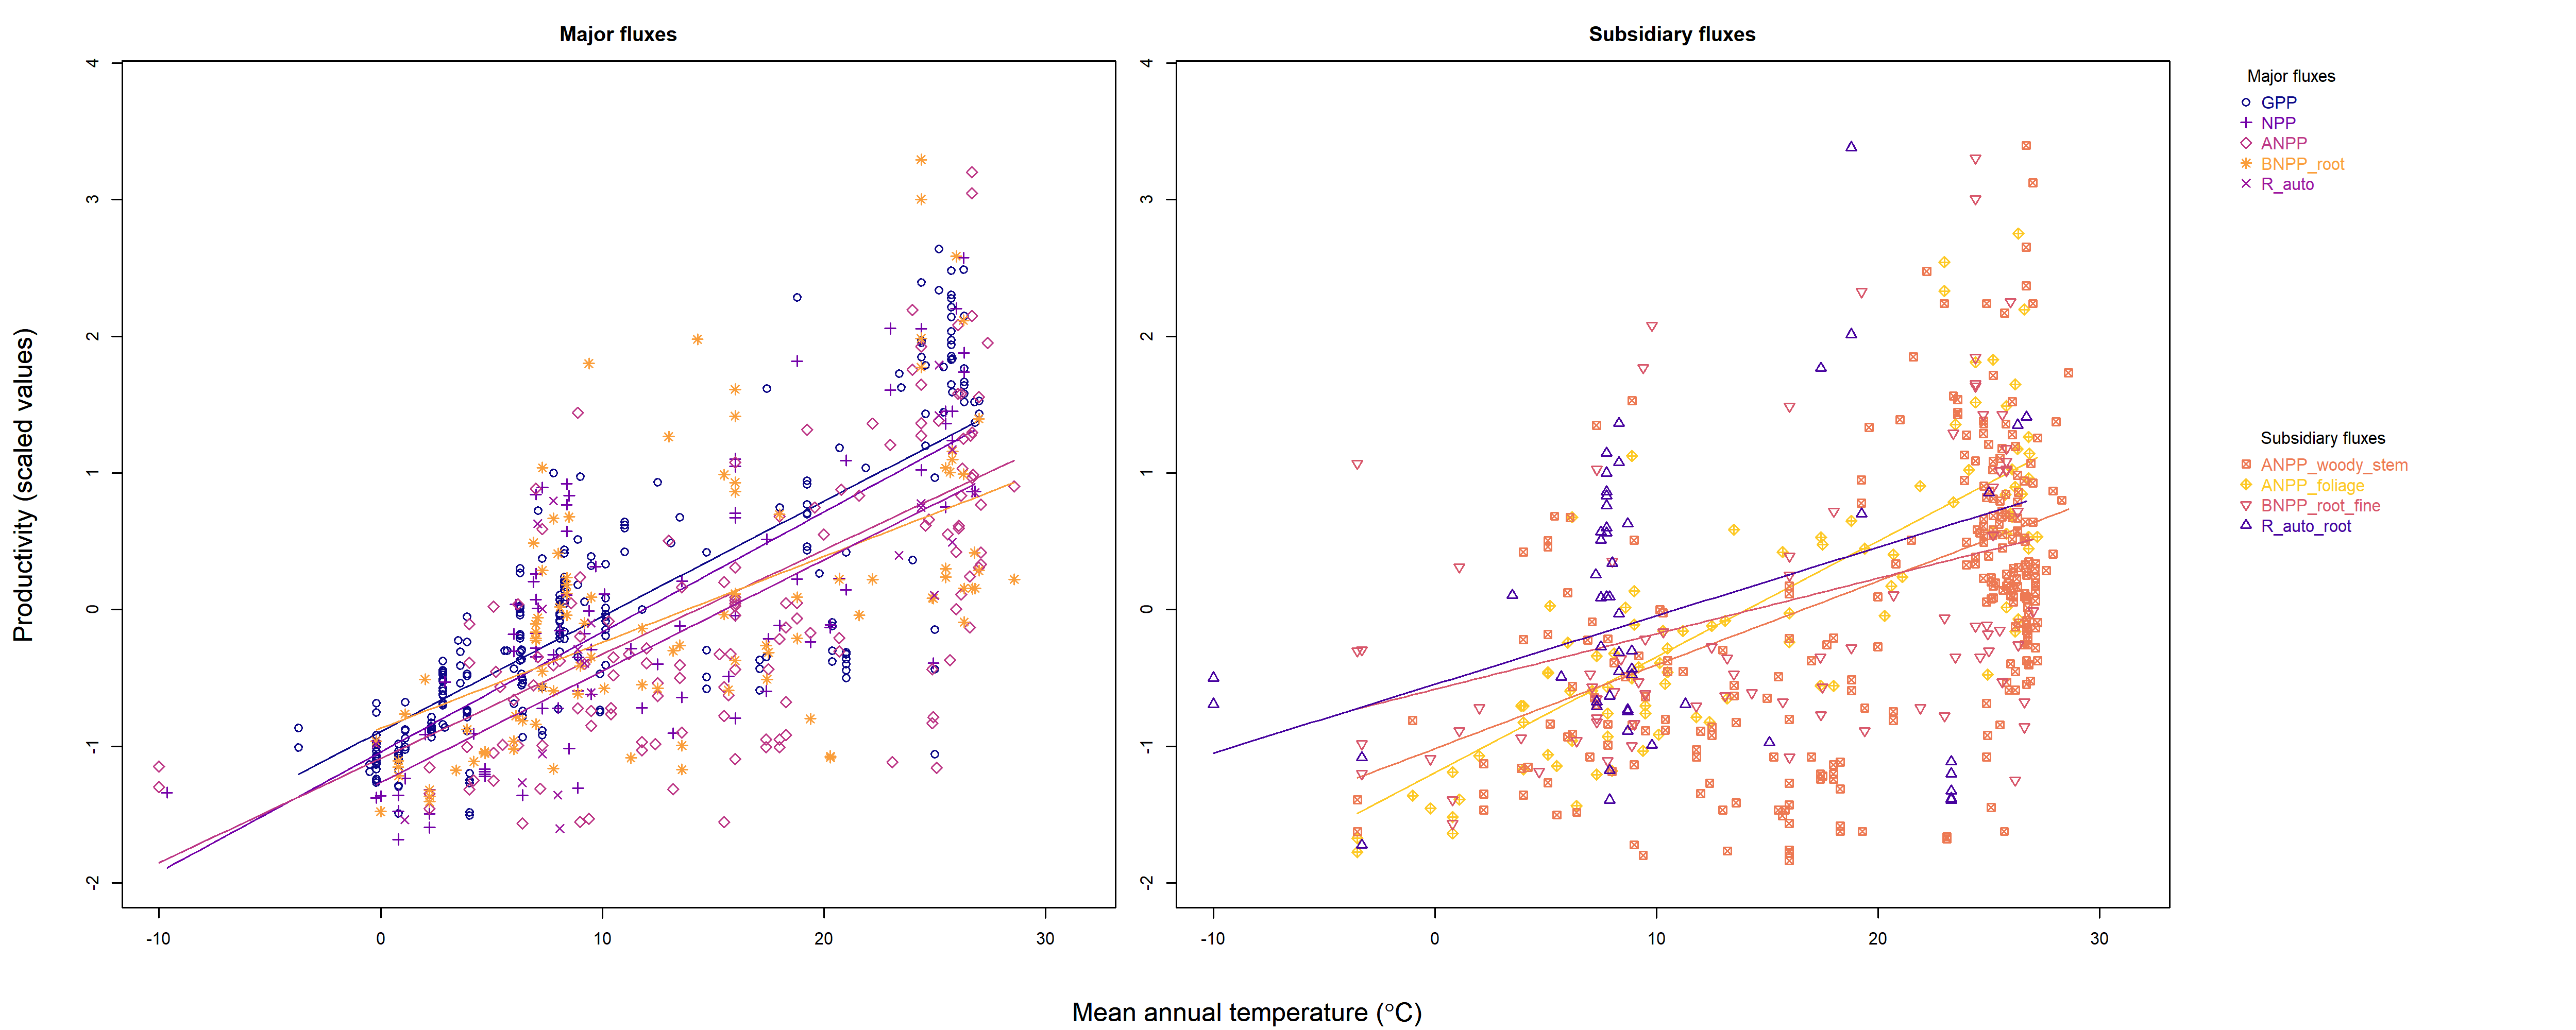 Major fluxes
Subsidiary fluxes
Productivity (scaled values)
4
3
2
1
0
-1
-2
-10
0
10
20
30
4
3
2
1
0
-1
-2
-10
0
10
20
30
Mean annual temperature (°C)
Major fluxes
GPP
NPP
ANPP
BNPP_root
R_auto
Subsidiary fluxes
ANPP_woody_stem
ANPP_foliage
BNPP_root_fine
R_auto_root